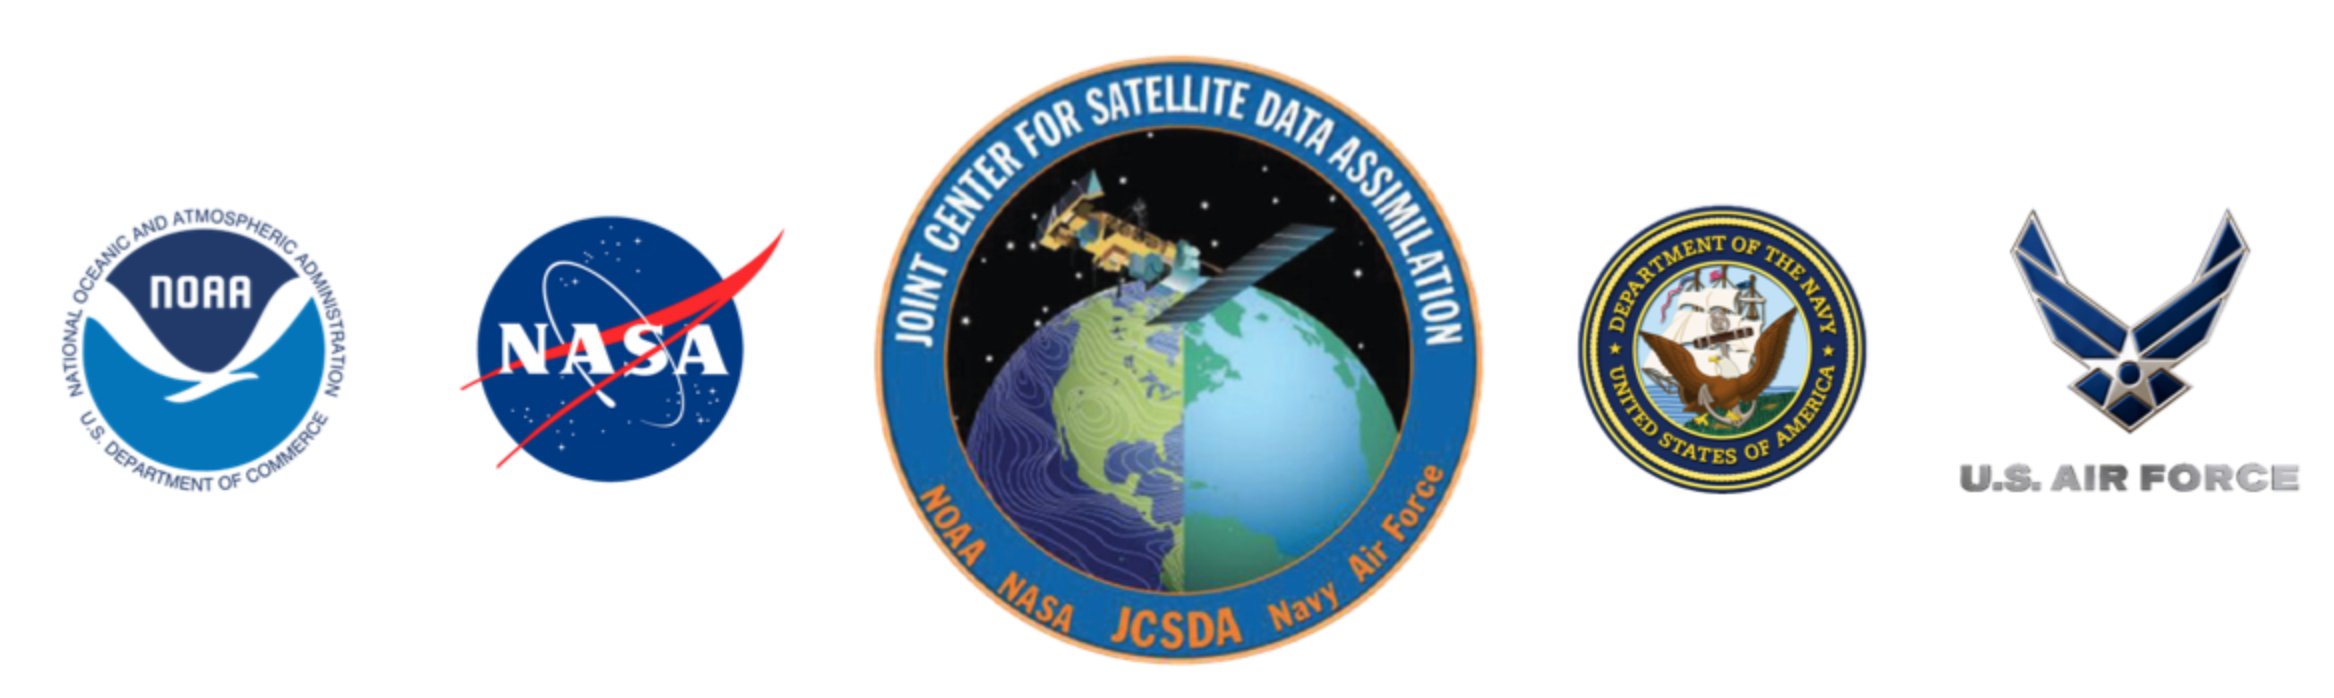 NATIONAL OCEANIC AND ATMOSPHERIC ADMINISTRATION
NOAA
U.S. DEPARTMENT OF COMMERCE
NASA
JOINT CENTER FOR SATELLITE DATA ASSIMILATION
NOAA NASA JCSDA Navy Air Force
DEPARTMENT OF THE NAVY
UNITED STATES OF AMERICA
U.S. AIR FORCE